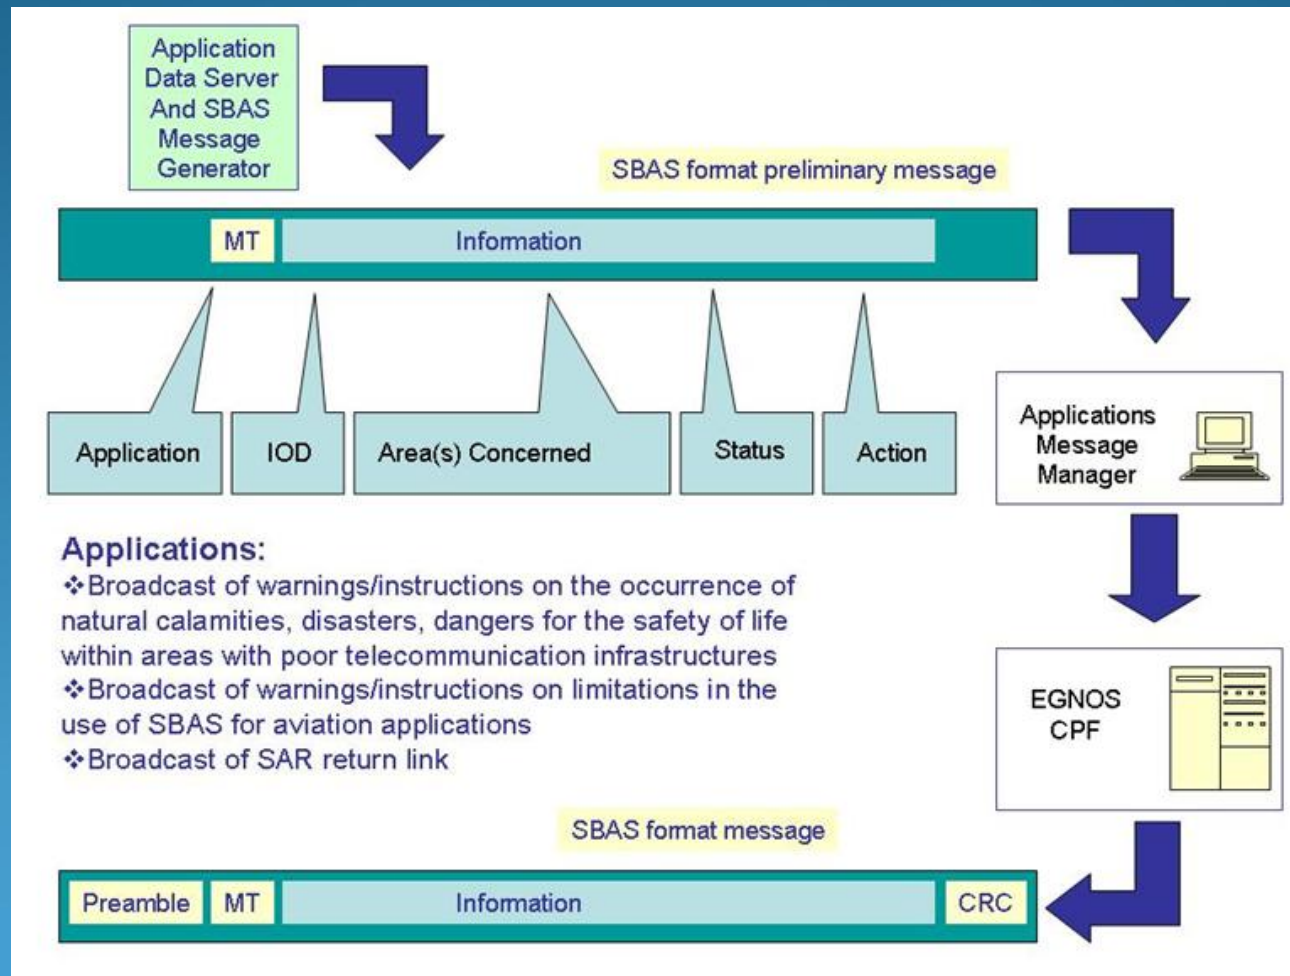 Application
Data Server
And SBAS
Message
Generator
SBAS format preliminary message
MT
Information
Application
IOD
Area(s) Concerned
Status
Action
Applications
Message
Manager
Applications:
❖Broadcast of warnings/instructions on the occurrence of
natural calamities, disasters, dangers for the safety of life
within areas with poor telecommunication infrastructures
❖Broadcast of warnings/instructions on limitations in the
use of SBAS for aviation applications
❖Broadcast of SAR return link
EGNOS
CPF
SBAS format message
Preamble
MT
Information
CRC